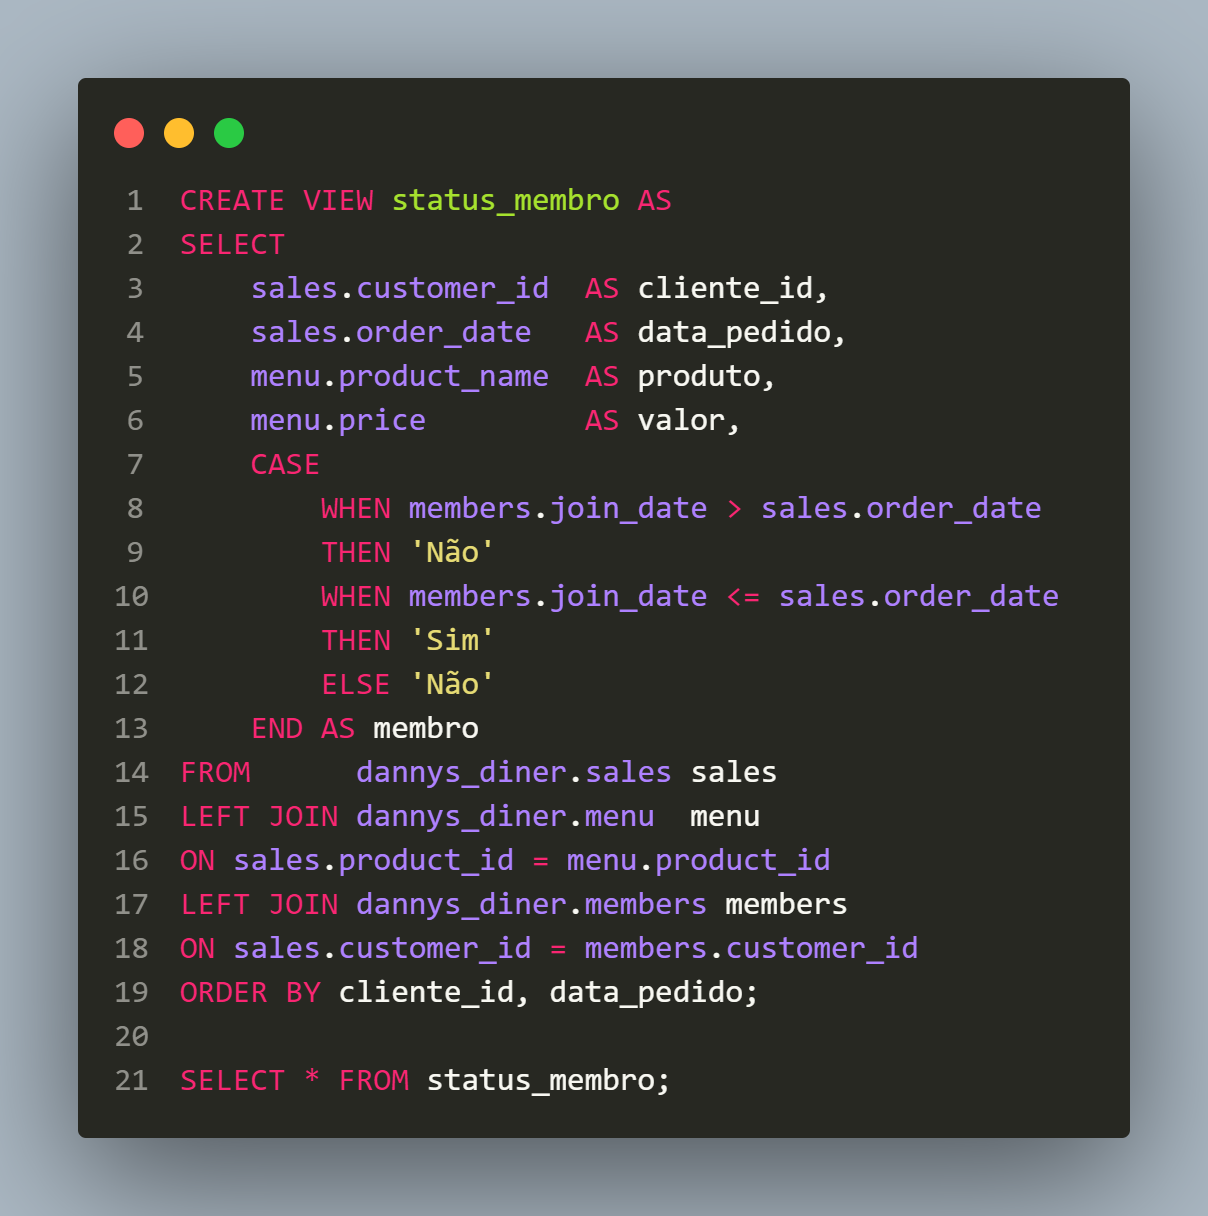 1 CREATE VIEW status_membro AS
2 SELECT
3     sales.customer_id  AS cliente_id,
4     sales.order_date   AS data_pedido,
5     menu.product_name  AS produto,
6     menu.price         AS valor,
7     CASE
8         WHEN members.join_date > sales.order_date
9         THEN 'Não'
10         WHEN members.join_date <= sales.order_date
11         THEN 'Sim'
12         ELSE 'Não'
13     END AS membro
14 FROM      dannys_diner.sales sales
15 LEFT JOIN dannys_diner.menu  menu
16 ON sales.product_id = menu.product_id
17 LEFT JOIN dannys_diner.members members
18 ON sales.customer_id = members.customer_id
19 ORDER BY cliente_id, data_pedido;
20
21 SELECT * FROM status_membro;